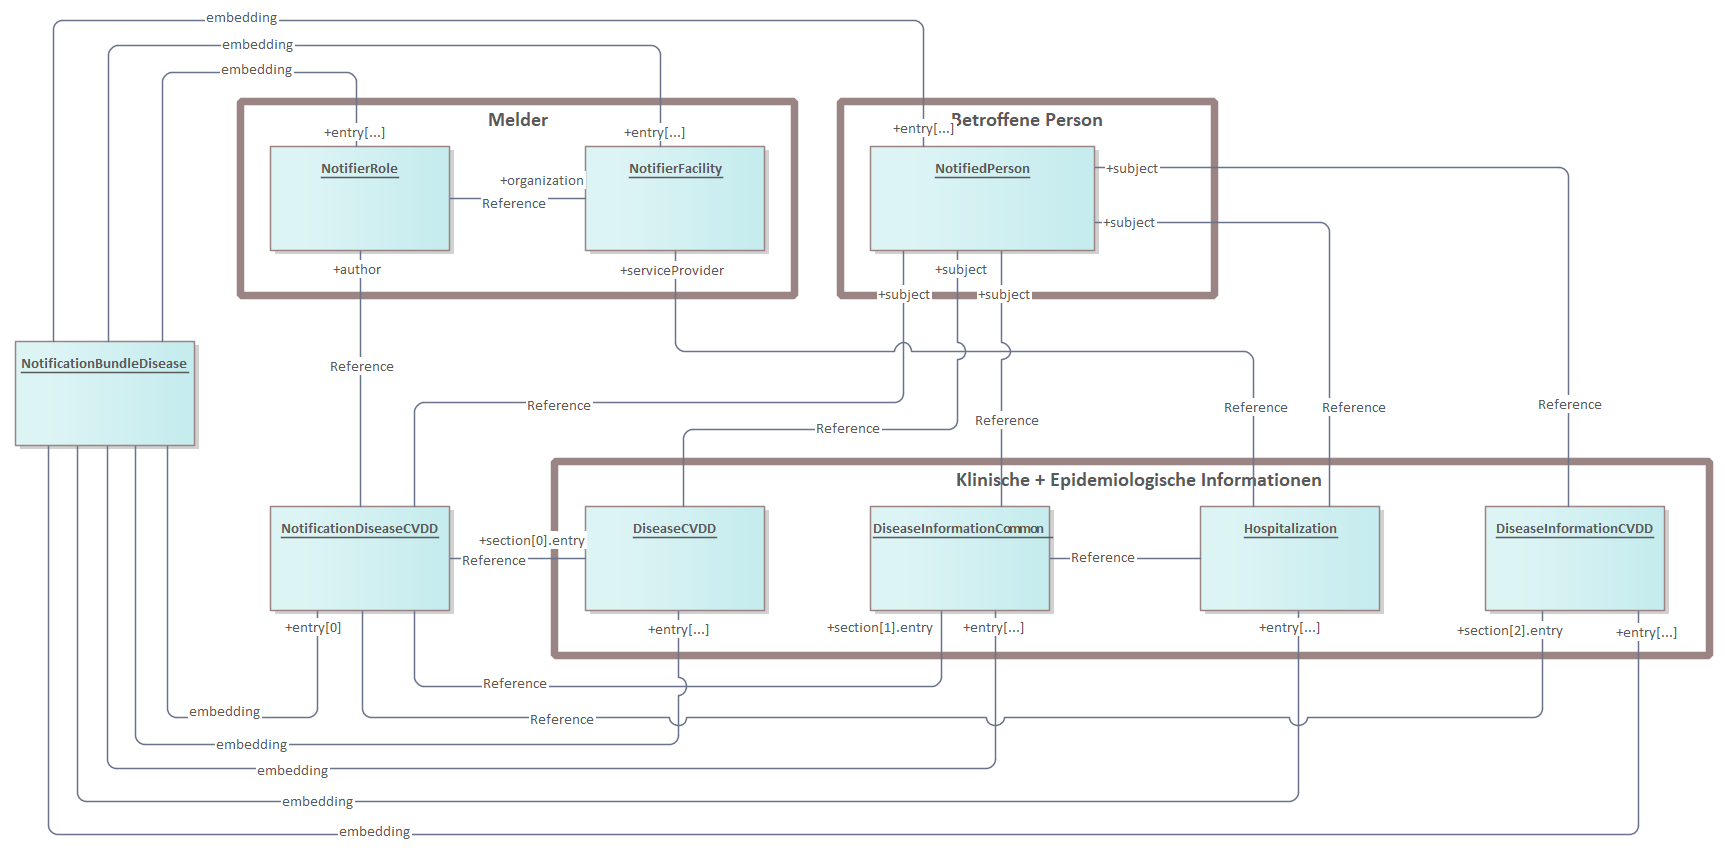 embedding
embedding
embedding
Melder
Betroffene Person
+entry[...]
+entry[...]
+entry[...]
NotifierRole
NotifierFacility
NotifiedPerson
+subject
+organization
Reference
+subject
+author
+serviceProvider
+subject
+subject
+subject
NotificationBundleDisease
Reference
Reference
Reference
Reference
Reference
Reference
Reference
Klinische + Epidemiologische Informationen
NotificationDiseaseCVDD
DiseaseCVDD
DiseaseInformationCommon
Hospitalization
DiseaseInformationCVDD
+section[0].entry
Reference
Reference
+entry[0]
+entry[...]
+section[1].entry
+entry[...]
+entry[...]
+section[2].entry
+entry[...]
Reference
embedding
Reference
embedding
embedding
embedding
embedding